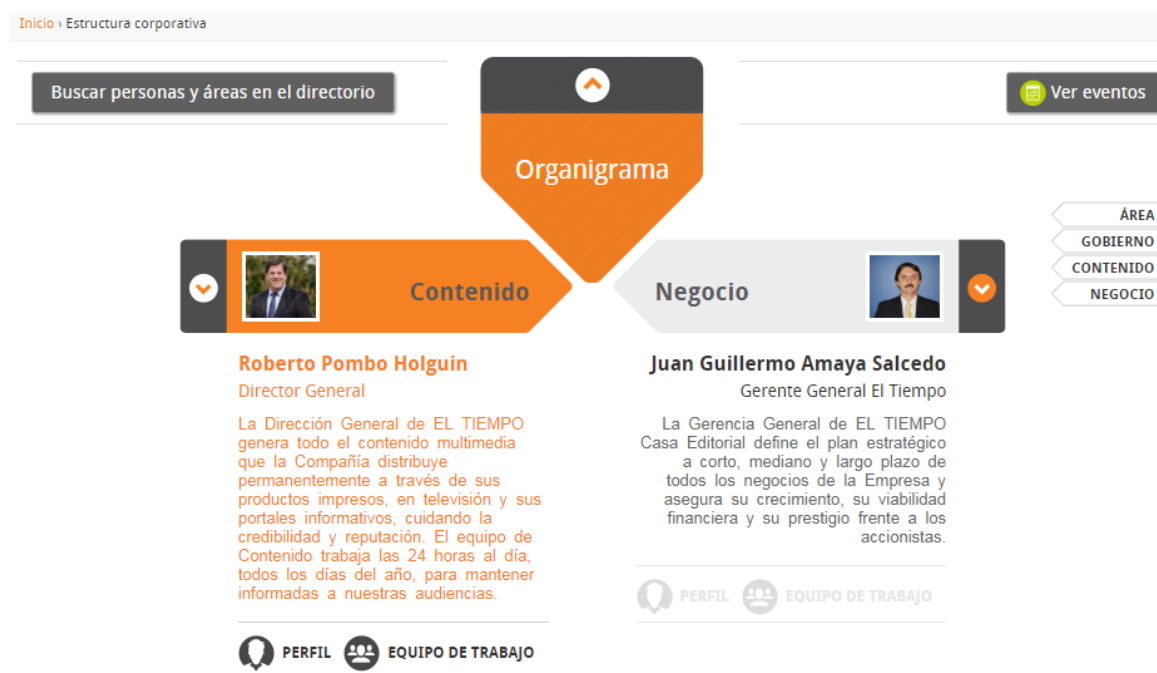 Inicio › Estructura corporativa
Buscar personas y áreas en el directorio
Ver eventos
Organigrama
ÁREA
GOBIERNO
CONTENIDO
NEGOCIO
Contenido
Negocio
Roberto Pombo Holguin
Director General
La Dirección General de EL TIEMPO
genera todo el contenido multimedia
que la Compañía distribuye
permanentemente a través de sus
productos impresos, en televisión y sus
portales informativos, cuidando la
credibilidad y reputación. El equipo de
Contenido trabaja las 24 horas al día,
todos los días del año, para mantener
informadas a nuestras audiencias.
PERFIL EQUIPO DE TRABAJO
Juan Guillermo Amaya Salcedo
Gerente General El Tiempo
La Gerencia General de EL TIEMPO
Casa Editorial define el plan estratégico
a corto, mediano y largo plazo de
todos los negocios de la Empresa y
asegura su crecimiento, su viabilidad
financiera y su prestigio frente a los
accionistas.
PERFIL EQUIPO DE TRABAJO